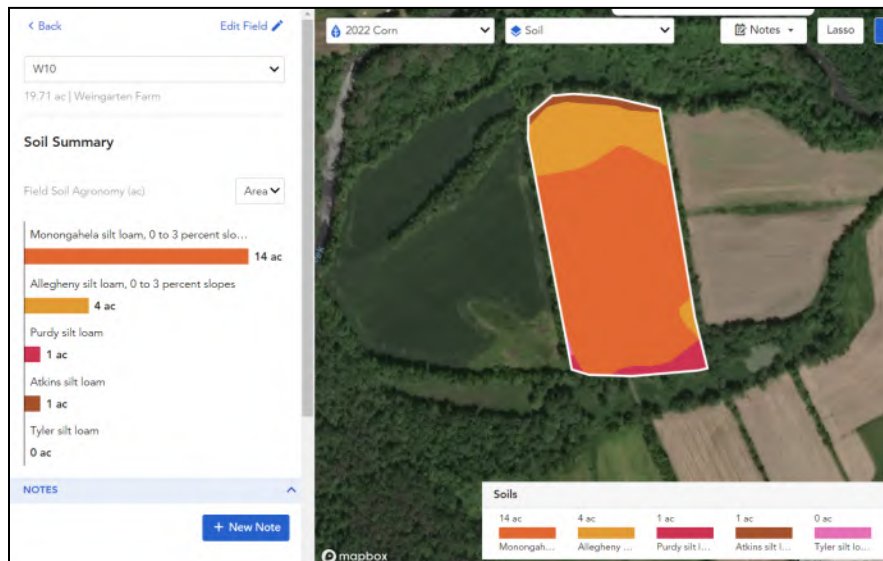 < Back
Edit Field
W10
19.71 ac | Weingarten Farm
Soil Summary
Field Soil Agronomy (ac)
Area
Monongahela silt loam, 0 to 3 percent slo...
14 ac
Allegheny silt loam, 0 to 3 percent slopes
4 ac
Purdy silt loam
1 ac
Atkins silt loam
1 ac
Tyler silt loam
0 ac
NOTES
+ New Note
2022 Corn
Soil
Notes
Lasso
Soils
14 ac 4 ac 1 ac 1 ac 0 ac
Monongah... Allegheny ... Purdy silt l... Atkins silt l... Tyler silt lo...
mapbox